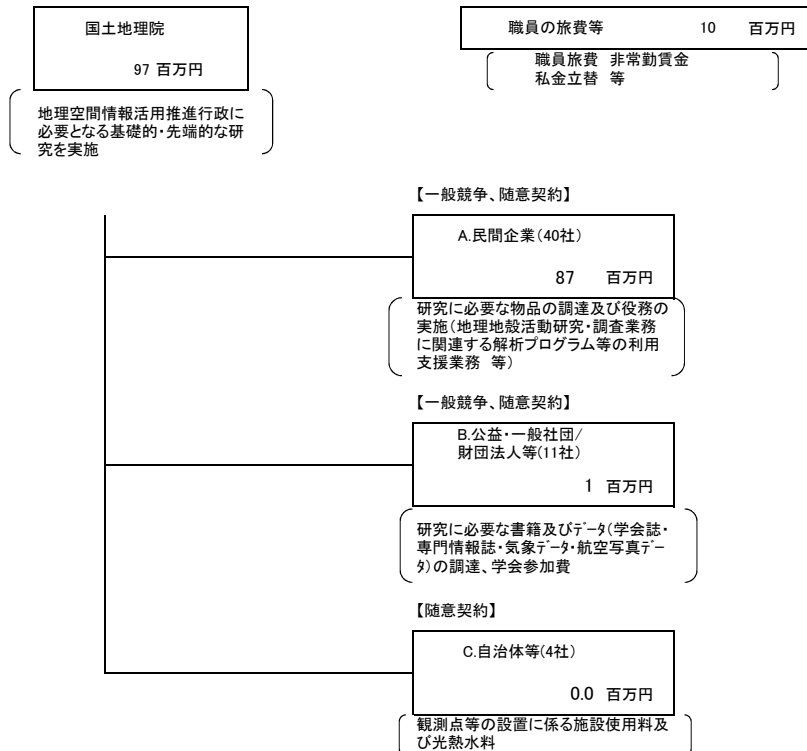 国土地理院
97 百万円
地理空間情報活用推進行政に
必要となる基礎的・先端的な研
究を実施
職員の旅費等 10 百万円
職員旅費 非常勤賃金
私金立替 等
【一般競争、随意契約】
A.民間企業(40社)
87 百万円
研究に必要な物品の調達及び役務の
実施(地理地殻活動研究・調査業務
に関連する解析プログラム等の利用
支援業務 等)
【一般競争、随意契約】
B.公益・一般社団/
財団法人等(11社)
1 百万円
研究に必要な書籍及びデータ(学会誌・
専門情報誌・気象データ・航空写真デー
タ)の調達、学会参加費
【随意契約】
C.自治体等(4社)
0.0 百万円
観測点等の設置に係る施設使用料及
び光熱水料